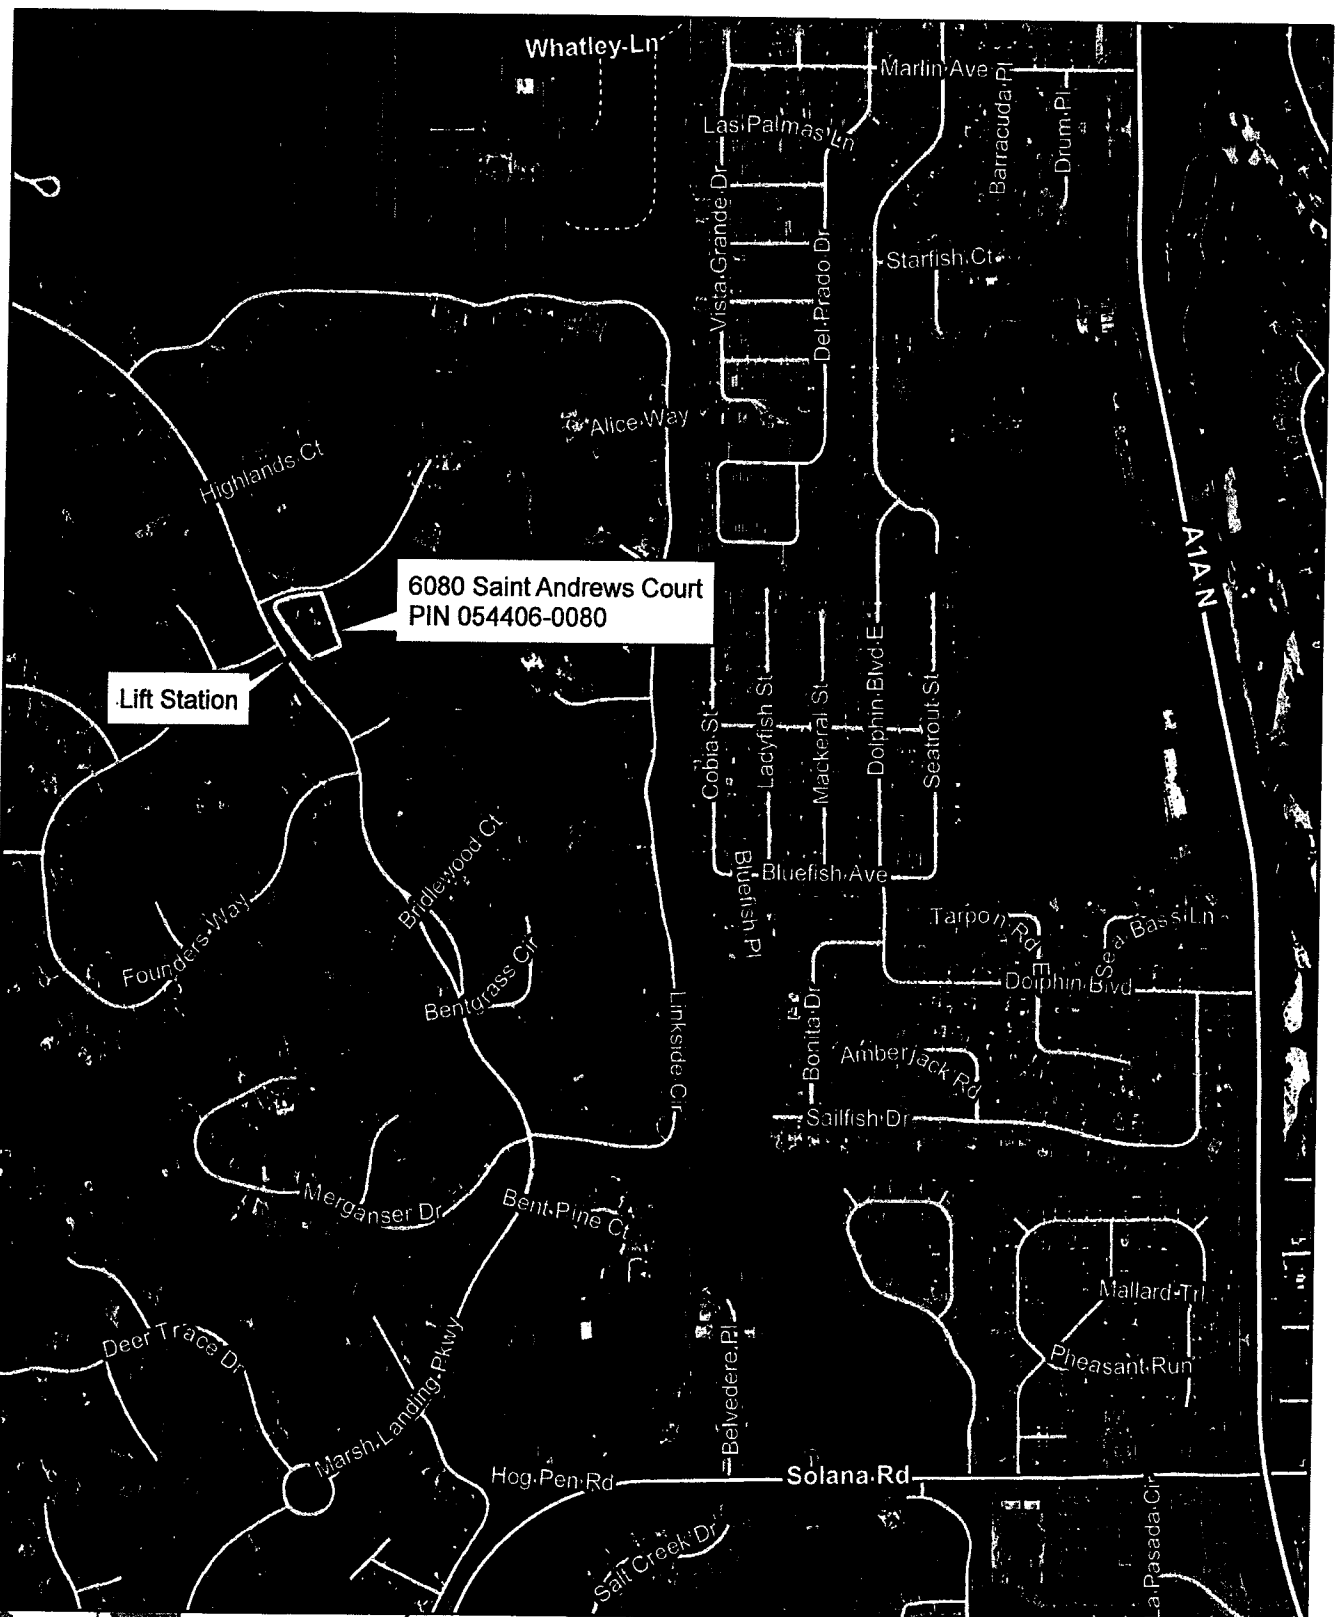 Whatley Ln
Marlin Ave
Las Palmas Ln
Barracuda Pl
Drum Pl
Vista Grande Dr
Del Prado Dr
Starfish Ct
Alice Way
Highlands Ct
A1A N
6080 Saint Andrews Court
PIN 054406-0080
Lift Station
Cobia St
Ladyfish St
Mackeral St
Dolphin Blvd E
Seatrout St
Bridlewood Ct
Bluefish Pl
Bluefish Ave
Founders Way
Bentgrass Cir
Tarpon Rd
Sea Bass Ln
Dolphin Blvd
E
Linkside Cir
Bonita Dr
Amberjack Rd
Sailfish Dr
Merganser Dr
Bent Pine Ct
Mallard Trl
Deer Trace Dr
Marsh Landing Pkwy
Belvedere Pl
Pheasant Run
Hog Pen Rd
Solana Rd
Salt Creek Dr
a Pasada Cir